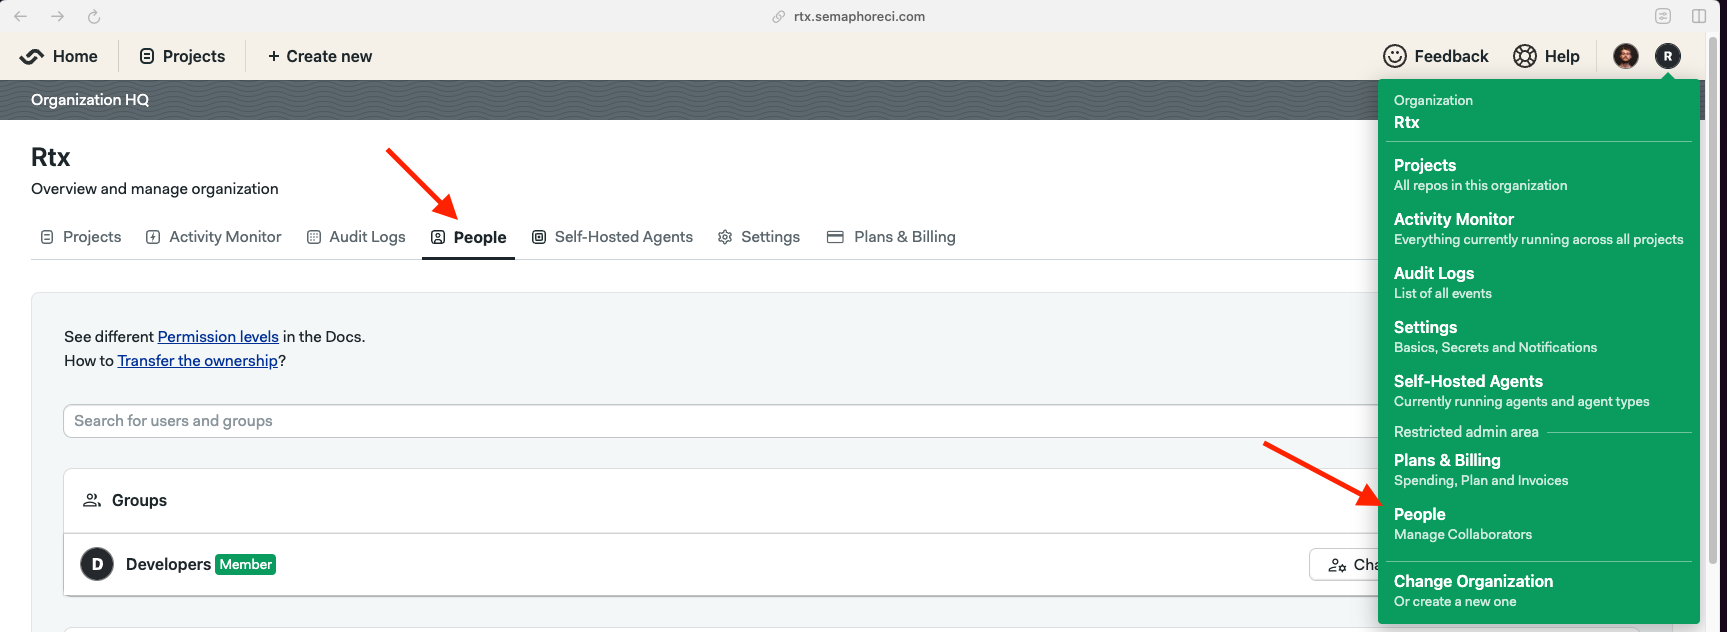 rtx.semaphoreci.com
Home
Projects
+ Create new
Feedback
Help
R
Organization HQ
Rtx
Overview and manage organization
Projects
Activity Monitor
Audit Logs
People
Self-Hosted Agents
Settings
Plans & Billing
See different Permission levels in the Docs.
How to Transfer the ownership?
Search for users and groups
Groups
D
Developers Member
Cha
Organization
Rtx
Projects
All repos in this organization
Activity Monitor
Everything currently running across all projects
Audit Logs
List of all events
Settings
Basics, Secrets and Notifications
Self-Hosted Agents
Currently running agents and agent types
Restricted admin area
Plans & Billing
Spending, Plan and Invoices
People
Manage Collaborators
Change Organization
Or create a new one